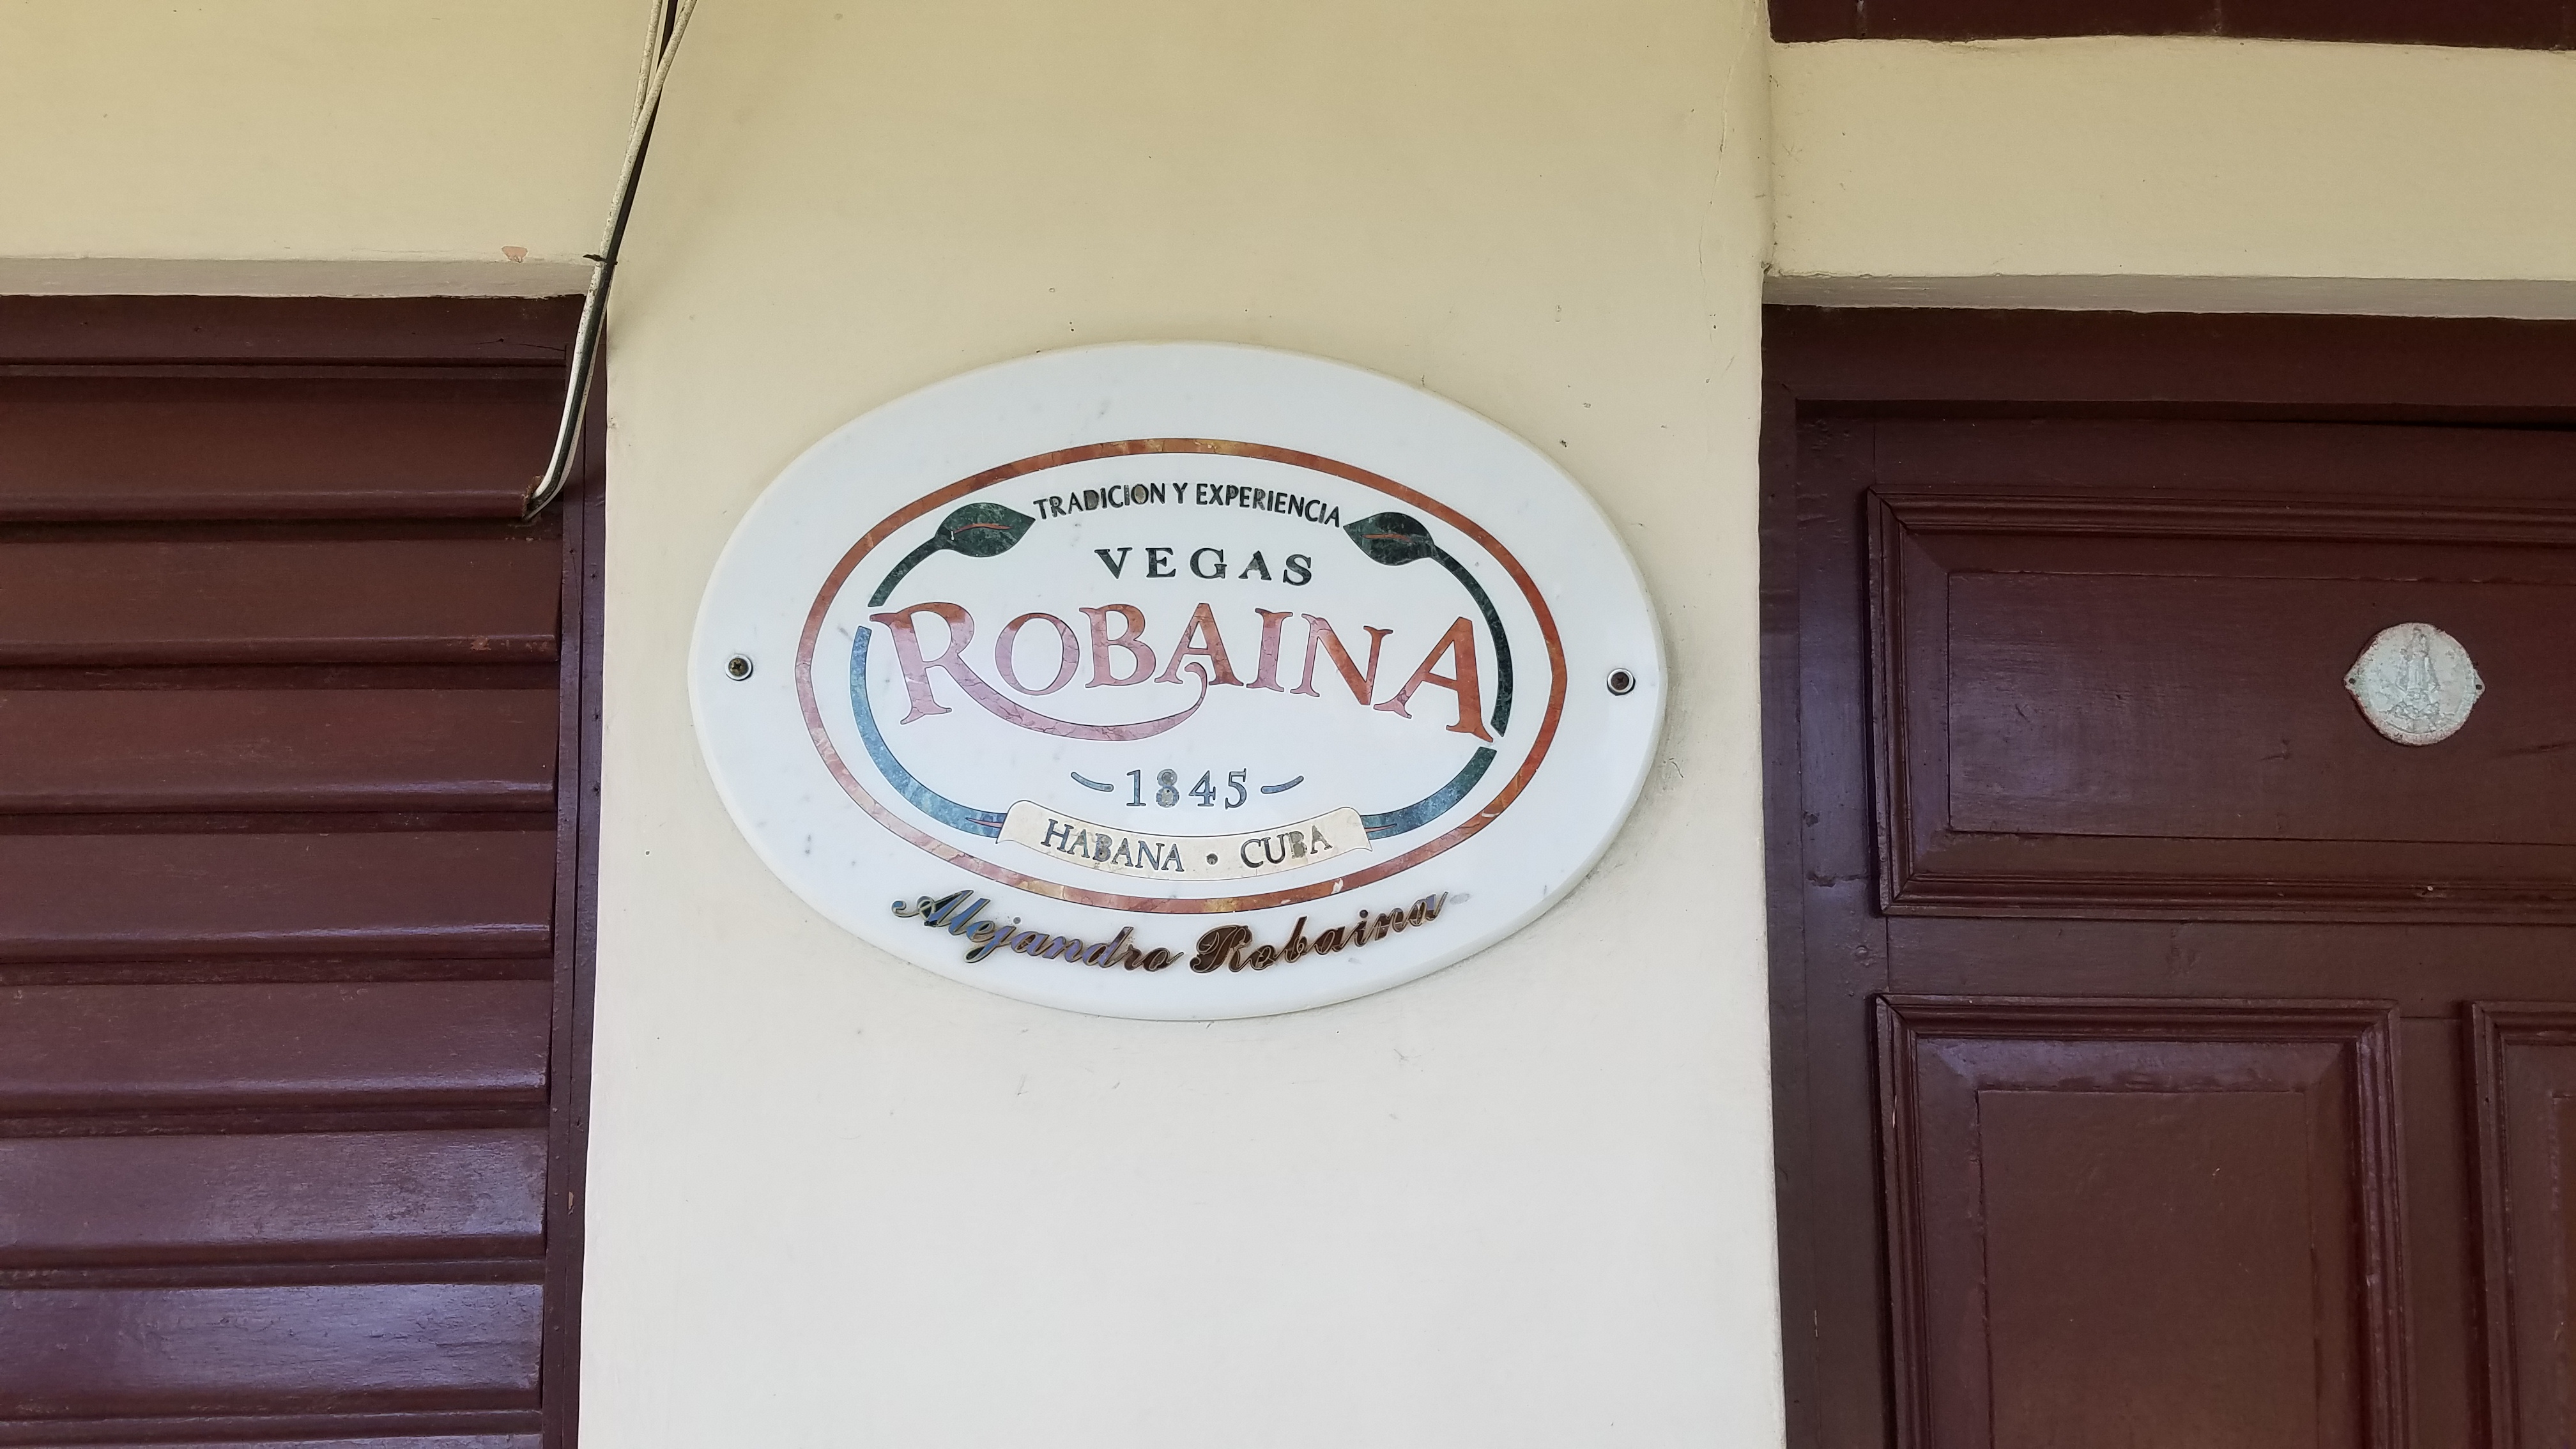 TRADICION Y EXPERIENCIA
VEGAS
ROBAINA
1845
HABANA • CUBA
Alejandro Robaina